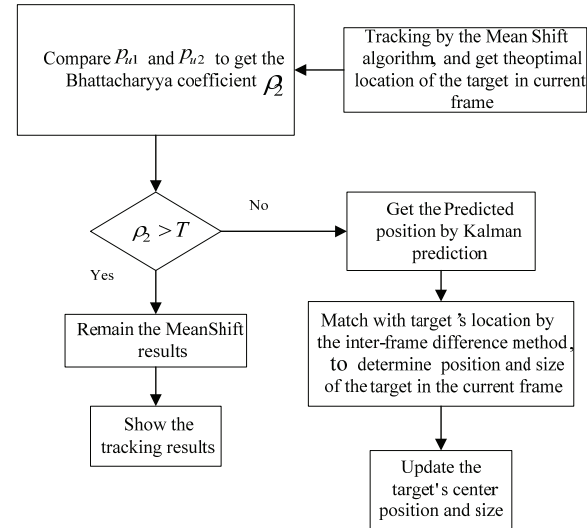 Compare Pu1 and Pu2 to get the
Bhattacharyya coefficient ρ2
Tracking by the Mean Shift
algorithm, and get theoptimal
location of the target in current
frame
ρ2 > T
No
Yes
Get the Predicted
position by Kalman
prediction
Remain the MeanShift
results
Match with target's location by
the inter-frame difference method,
to determine position and size
of the target in the current frame
Show the
tracking results
Update the
target's center
position and size